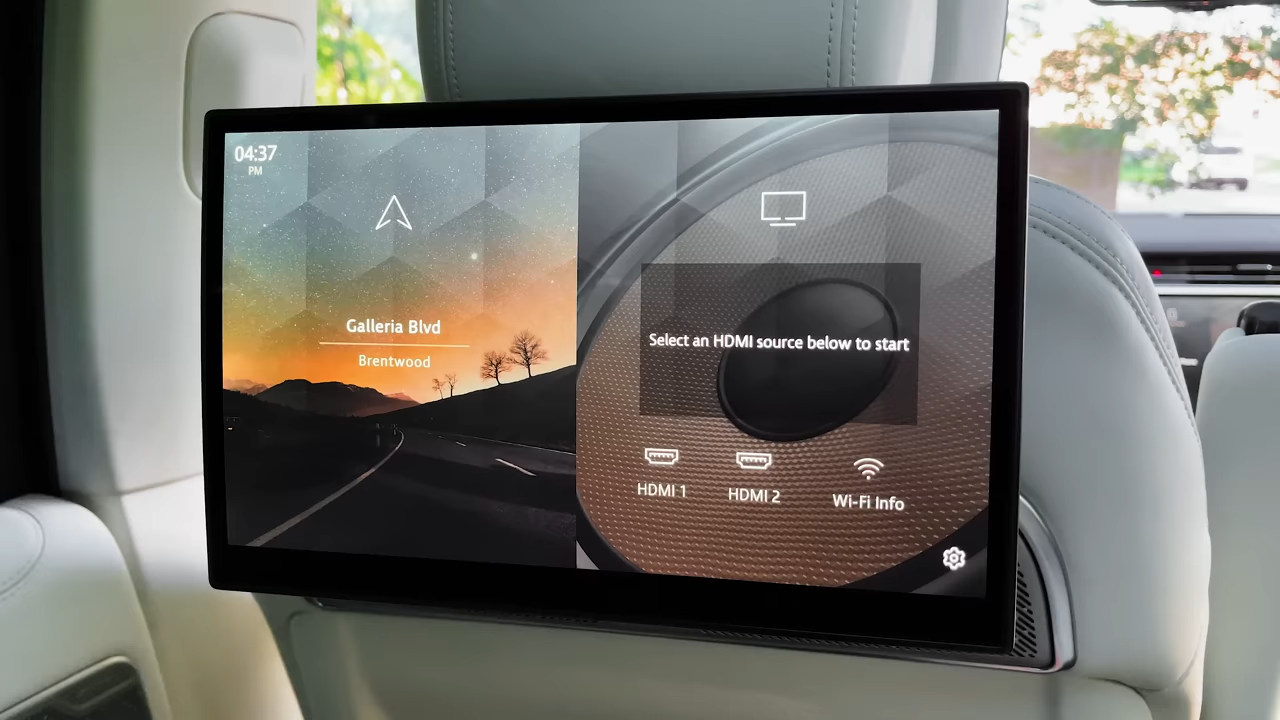 04:37
PM
Galleria Blvd
Brentwood
Select an HDMI source below to start
HDMI 1
HDMI 2
Wi-Fi Info